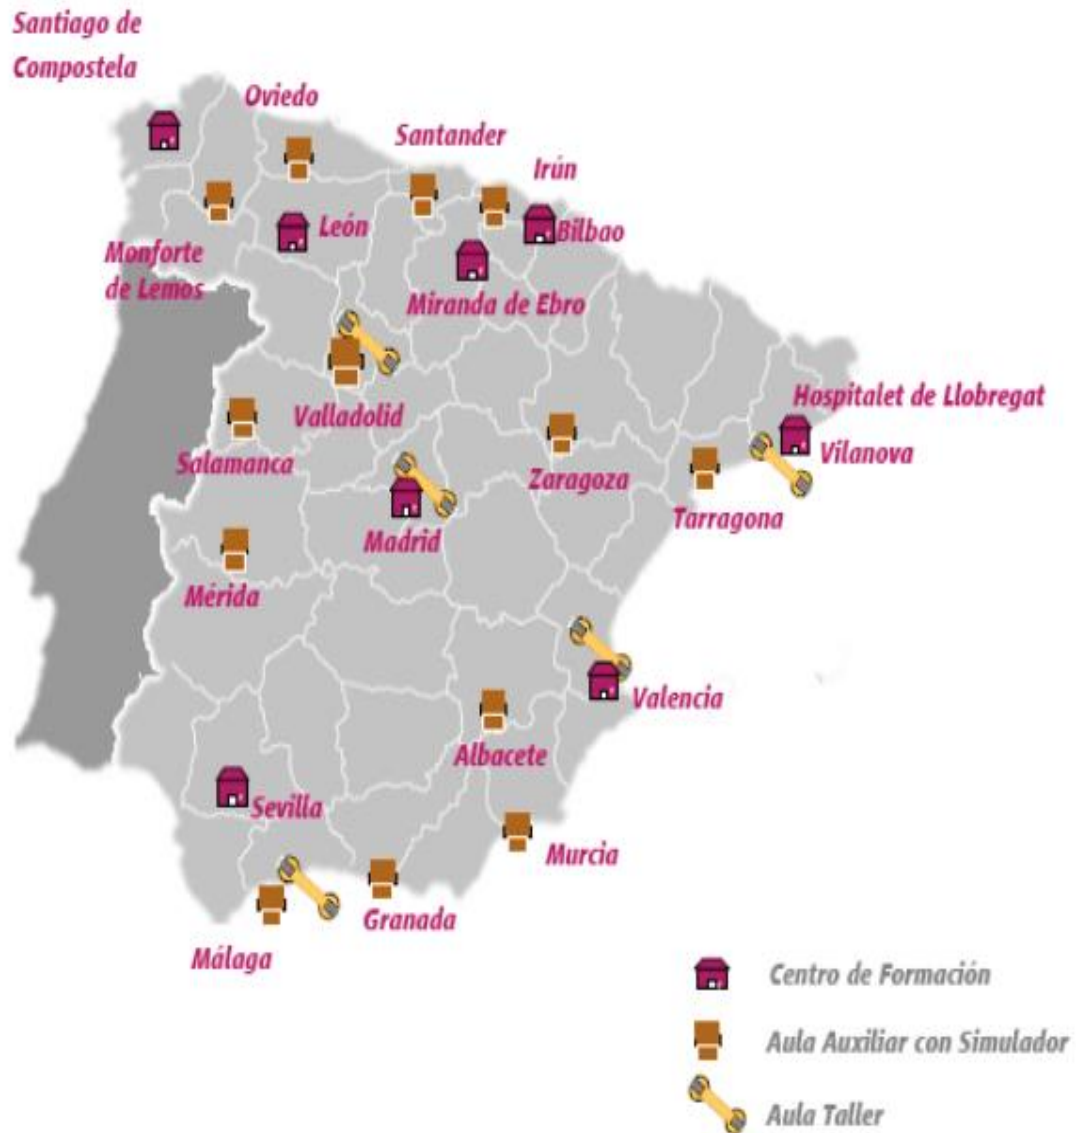 Santiago de
Compostela
Oviedo
Santander
Irún
León
Bilbao
Monforte
de Lemos
Miranda de Ebro
Valladolid
Hospitalet de Llobregat
Salamanca
Zaragoza
Vilanova
Madrid
Tarragona
Mérida
Valencia
Albacete
Sevilla
Murcia
Granada
Málaga
Centro de Formación
Aula Auxiliar con Simulador
Aula Taller